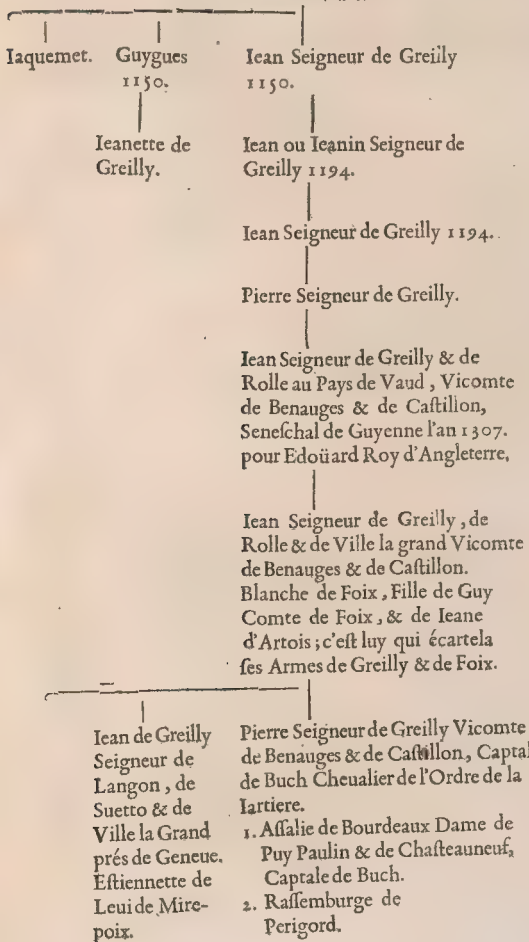 Iaquemet.
Guygues
1150.
Iean Seigneur de Greilly
1150.
Ieanette de
Greilly.
Iean ou Ieanin Seigneur de
Greilly 1194.
Iean Seigneur de Greilly 1194.
Pierre Seigneur de Greilly.
Iean Seigneur de Greilly & de
Rolle au Pays de Vaud, Vicomte
de Benauges & de Caſtillon,
Seneſchal de Guyenne l'an 1307.
pour Edoüard Roy d'Angleterre,
Iean Seigneur de Greilly, de
Rolle & de Ville la grand Vicomte
de Benauges & de Caſtillon.
Blanche de Foix, Fille de Guy
Comte de Foix, & de Ieane
d'Artois; c'eſt luy qui écartela
ſes Armes de Greilly & de Foix.
Iean de Greilly
Seigneur de
Langon, de
Suetto & de
Ville la Grand
prés de Geneue.
Eſtiennette de
Leui de Mire-
poix.
Pierre Seigneur de Greilly Vicomte
de Benauges & de Caſtillon, Captal
de Buch Cheualier de l'Ordre de la
Iartiere.
1. Aſſalie de Bourdeaux Dame de
Puy Paulin & de Chaſteauneuf,
Captale de Buch.
2. Raſſemburge de
Perigord.